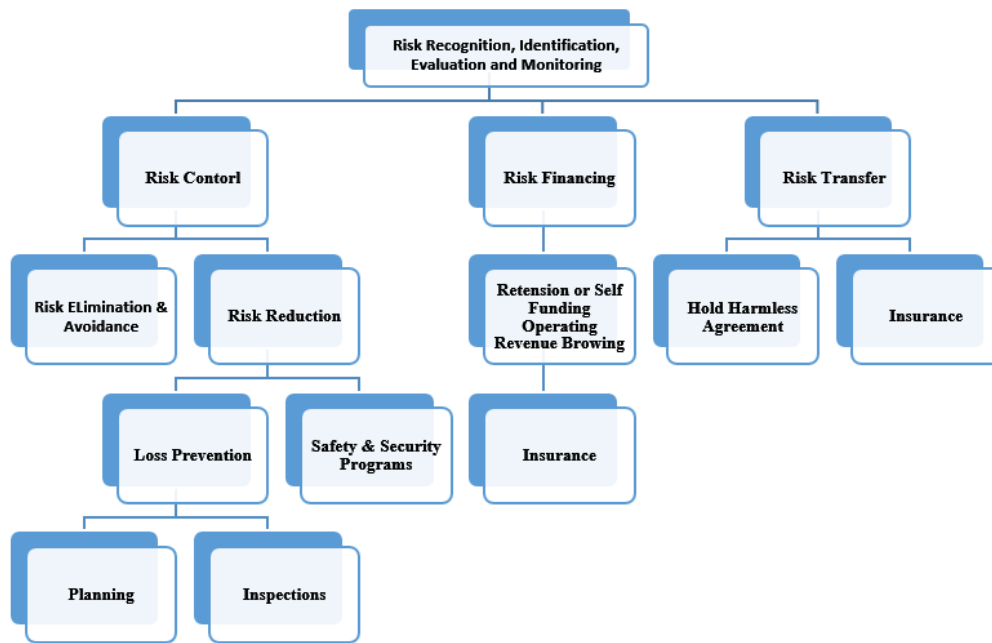 Risk Recognition, Identification,
Evaluation and Monitoring
Risk Contorl
Risk Financing
Risk Transfer
Risk ELimination &
Avoidance
Risk Reduction
Retension or Self
Funding
Operating
Revenue Browing
Hold Harmless
Agreement
Insurance
Loss Prevention
Safety & Security
Programs
Insurance
Planning
Inspections